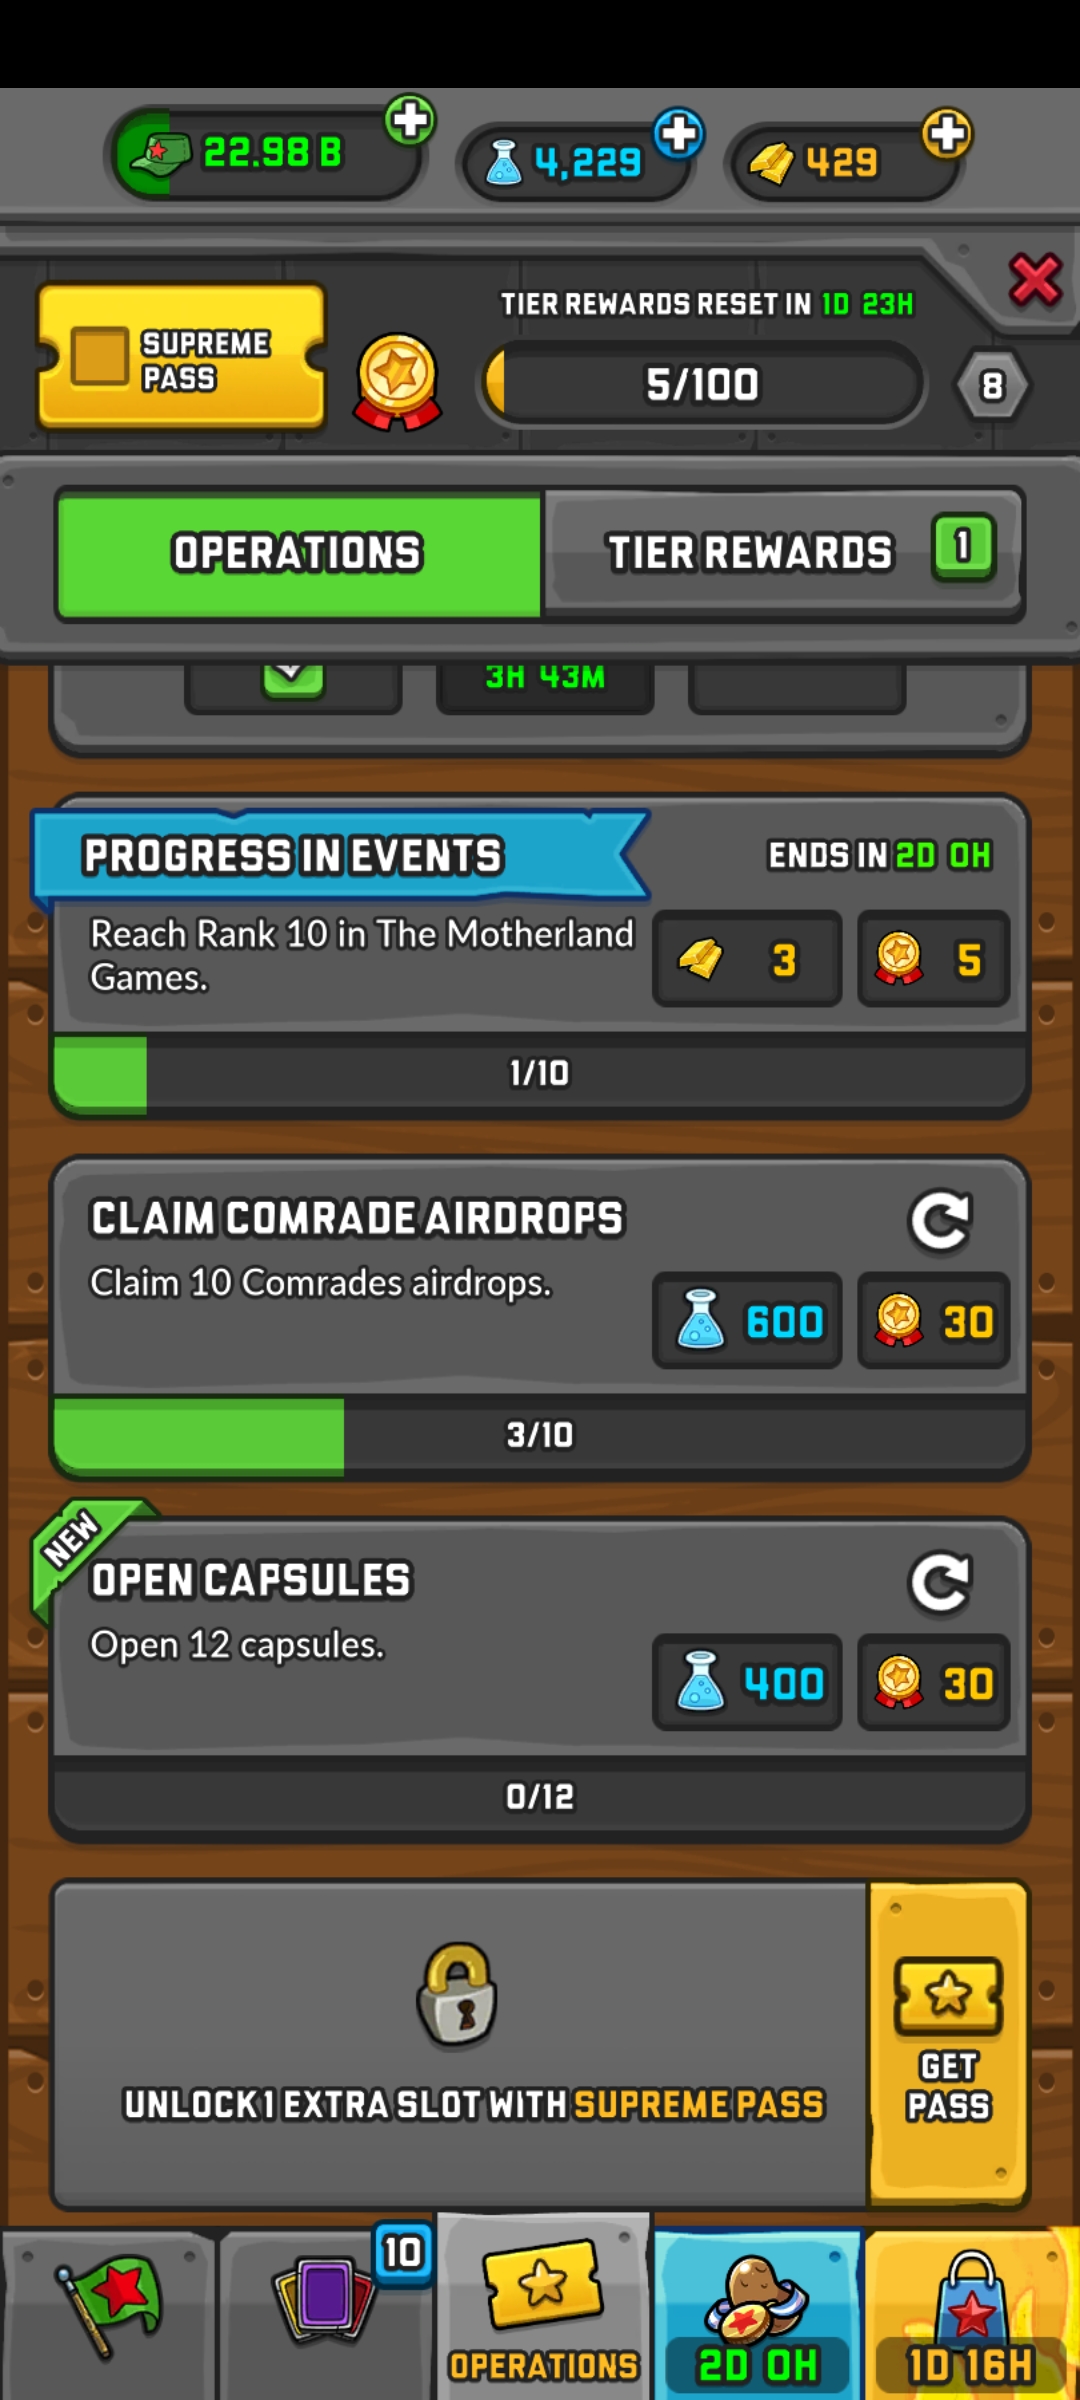 22.98 B
4,229
429
SUPREME
PASS
TIER REWARDS RESET IN 1D 23H
5/100
8
OPERATIONS
TIER REWARDS
1
3H 43M
PROGRESS IN EVENTS
ENDS IN 2D 0H
Reach Rank 10 in The Motherland
Games.
3
5
1/10
CLAIM COMRADE AIRDROPS
Claim 10 Comrades airdrops.
600
30
3/10
NEW
OPEN CAPSULES
Open 12 capsules.
400
30
0/12
UNLOCK 1 EXTRA SLOT WITH SUPREME PASS
GET
PASS
10
OPERATIONS
2D 0H
1D 16H